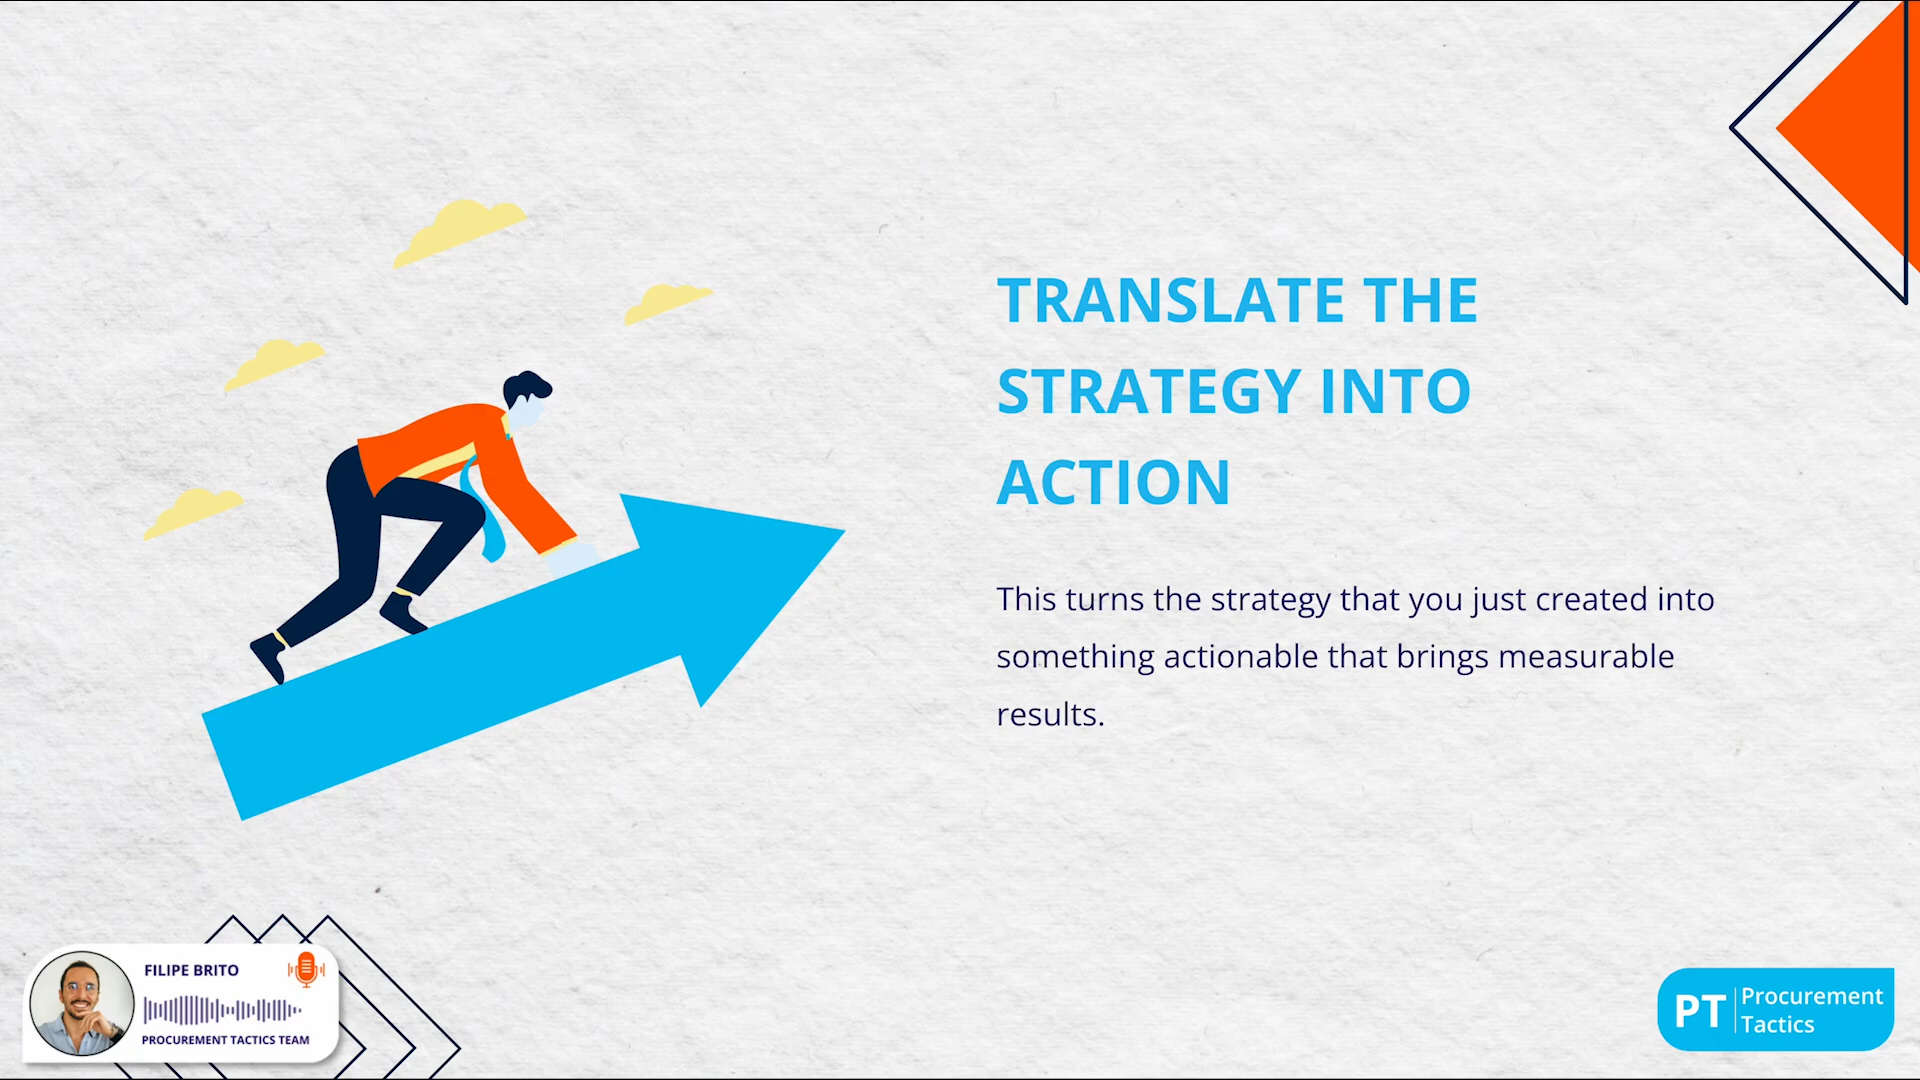 TRANSLATE THE
STRATEGY INTO
ACTION
This turns the strategy that you just created into
something actionable that brings measurable
results.
FILIPE BRITO
PROCUREMENT TACTICS TEAM
PT
Procurement
Tactics